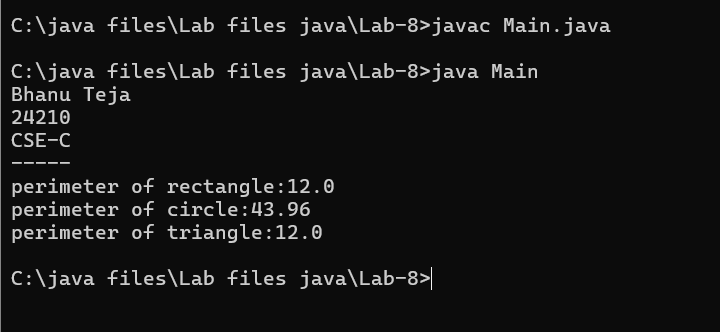 C:\java files\Lab files java\Lab-8>javac Main.java
C:\java files\Lab files java\Lab-8>java Main
Bhanu Teja
24210
CSE-C
-----
perimeter of rectangle:12.0
perimeter of circle:43.96
perimeter of triangle:12.0
C:\java files\Lab files java\Lab-8>